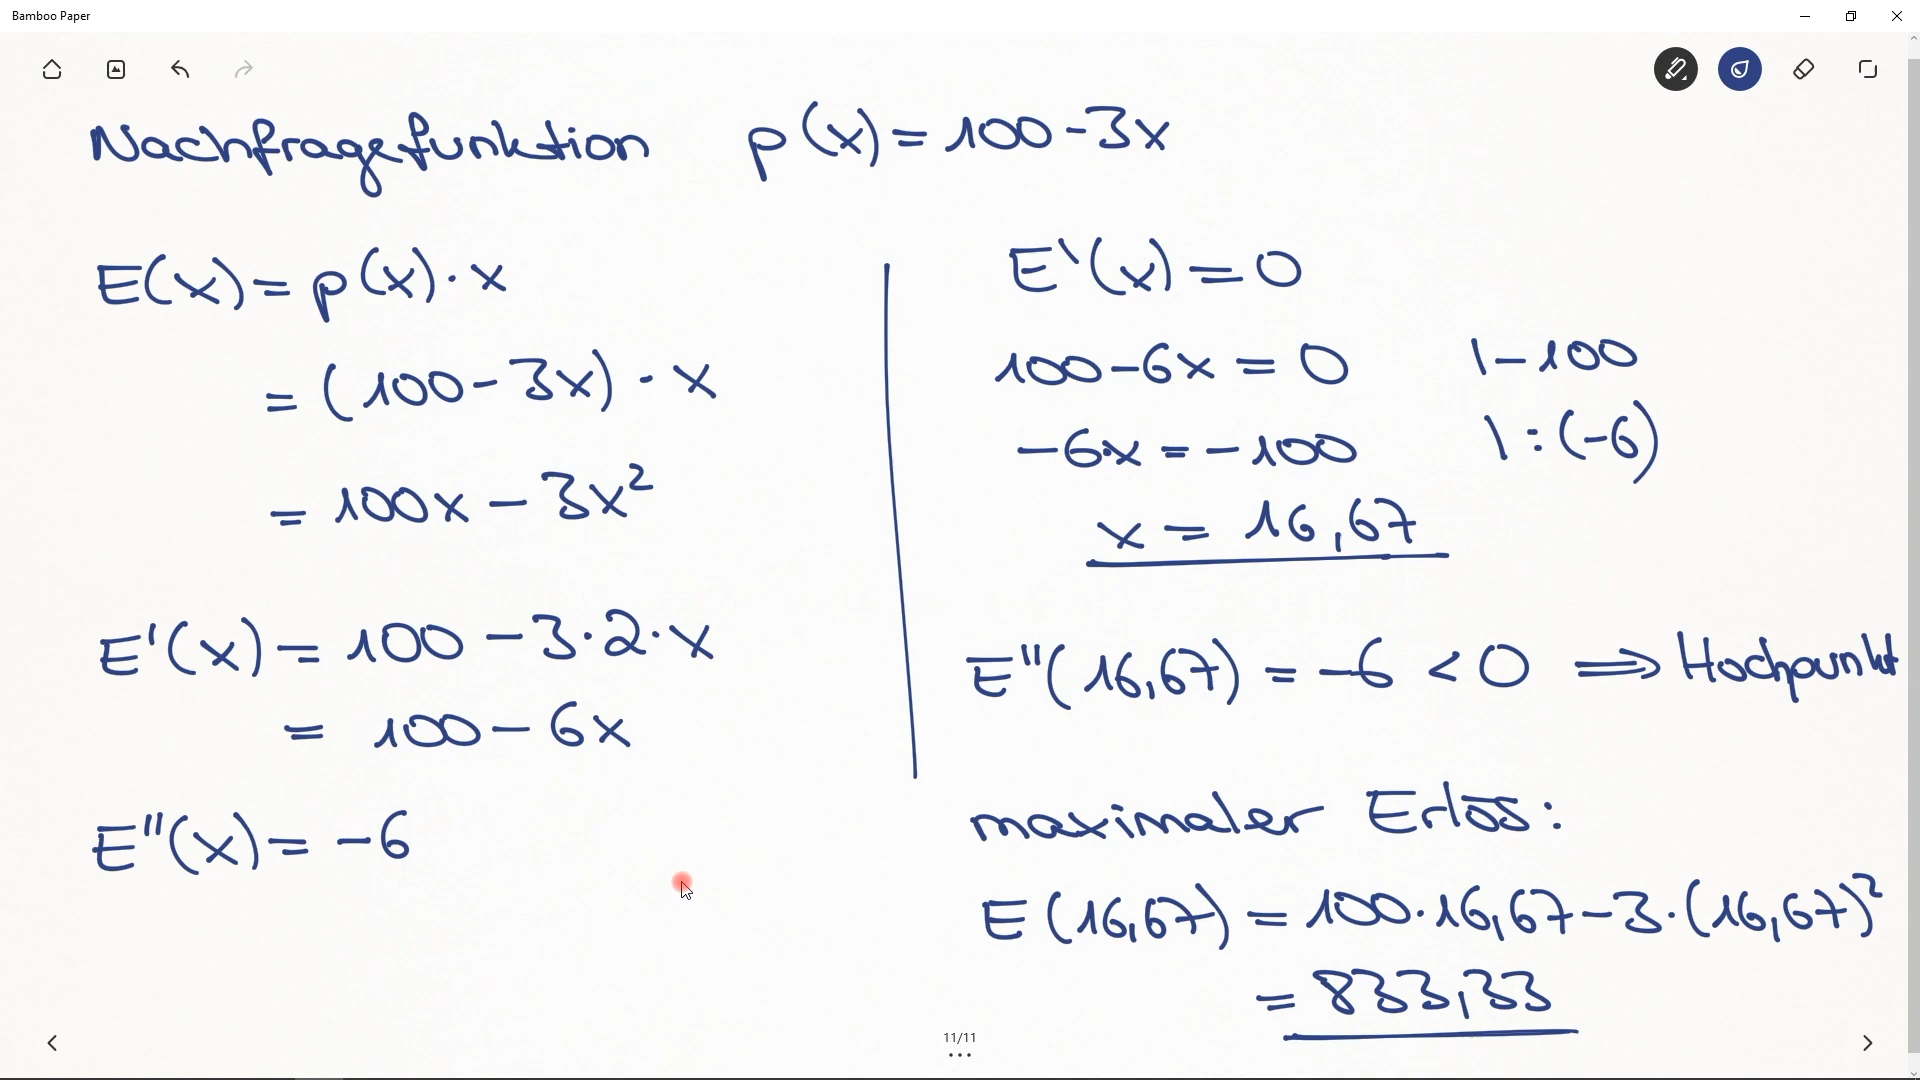 Bamboo Paper
Nachfragefunktion p(x) = 100 - 3x
E(x) = p(x) · x
= (100 - 3x) · x
= 100x - 3x²
E'(x) = 100 - 3 · 2 · x
= 100 - 6x
E''(x) = -6
E'(x) = 0
100 - 6x = 0 | -100
-6x = -100 | : (-6)
x = 16,67
E''(16,67) = -6 < 0 ⟹ Hochpunkt
maximaler Erlös:
E(16,67) = 100 · 16,67 - 3 · (16,67)²
= 833,33
11/11